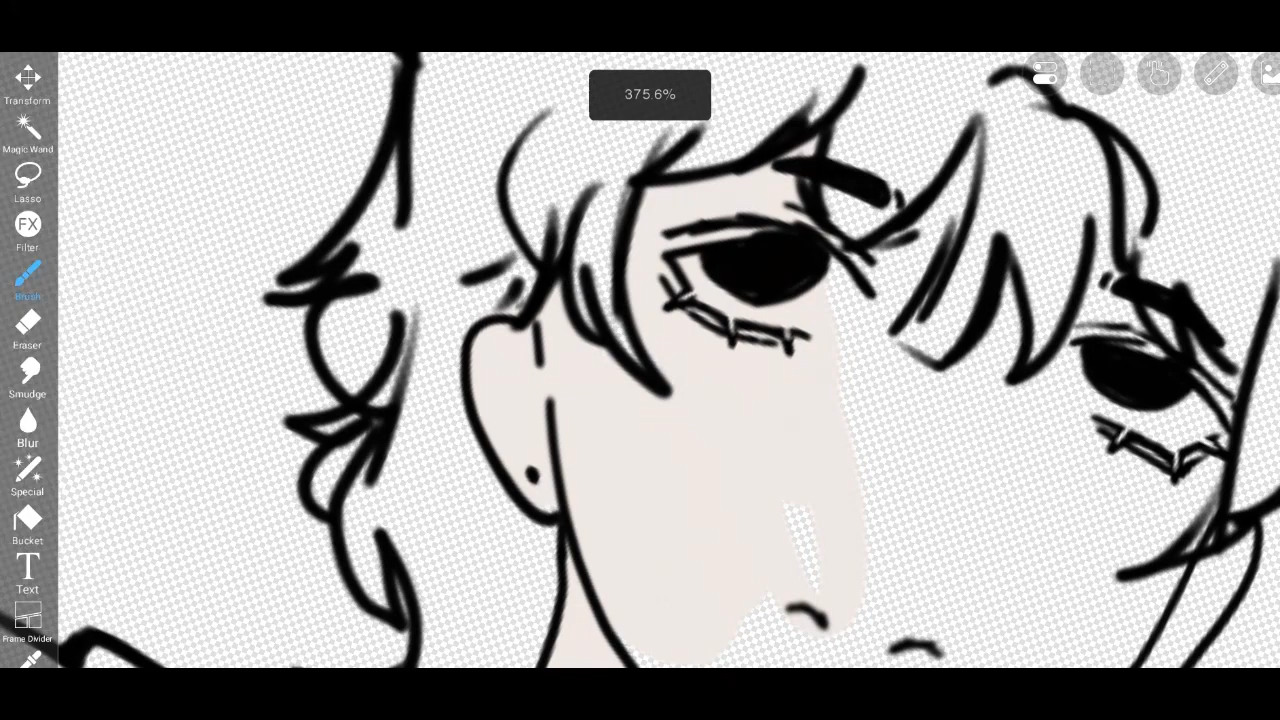 375.6%
Transform
Magic Wand
Lasso
FX
Filter
Brush
Eraser
Smudge
Blur
Special
Bucket
T
Text
Frame Divider